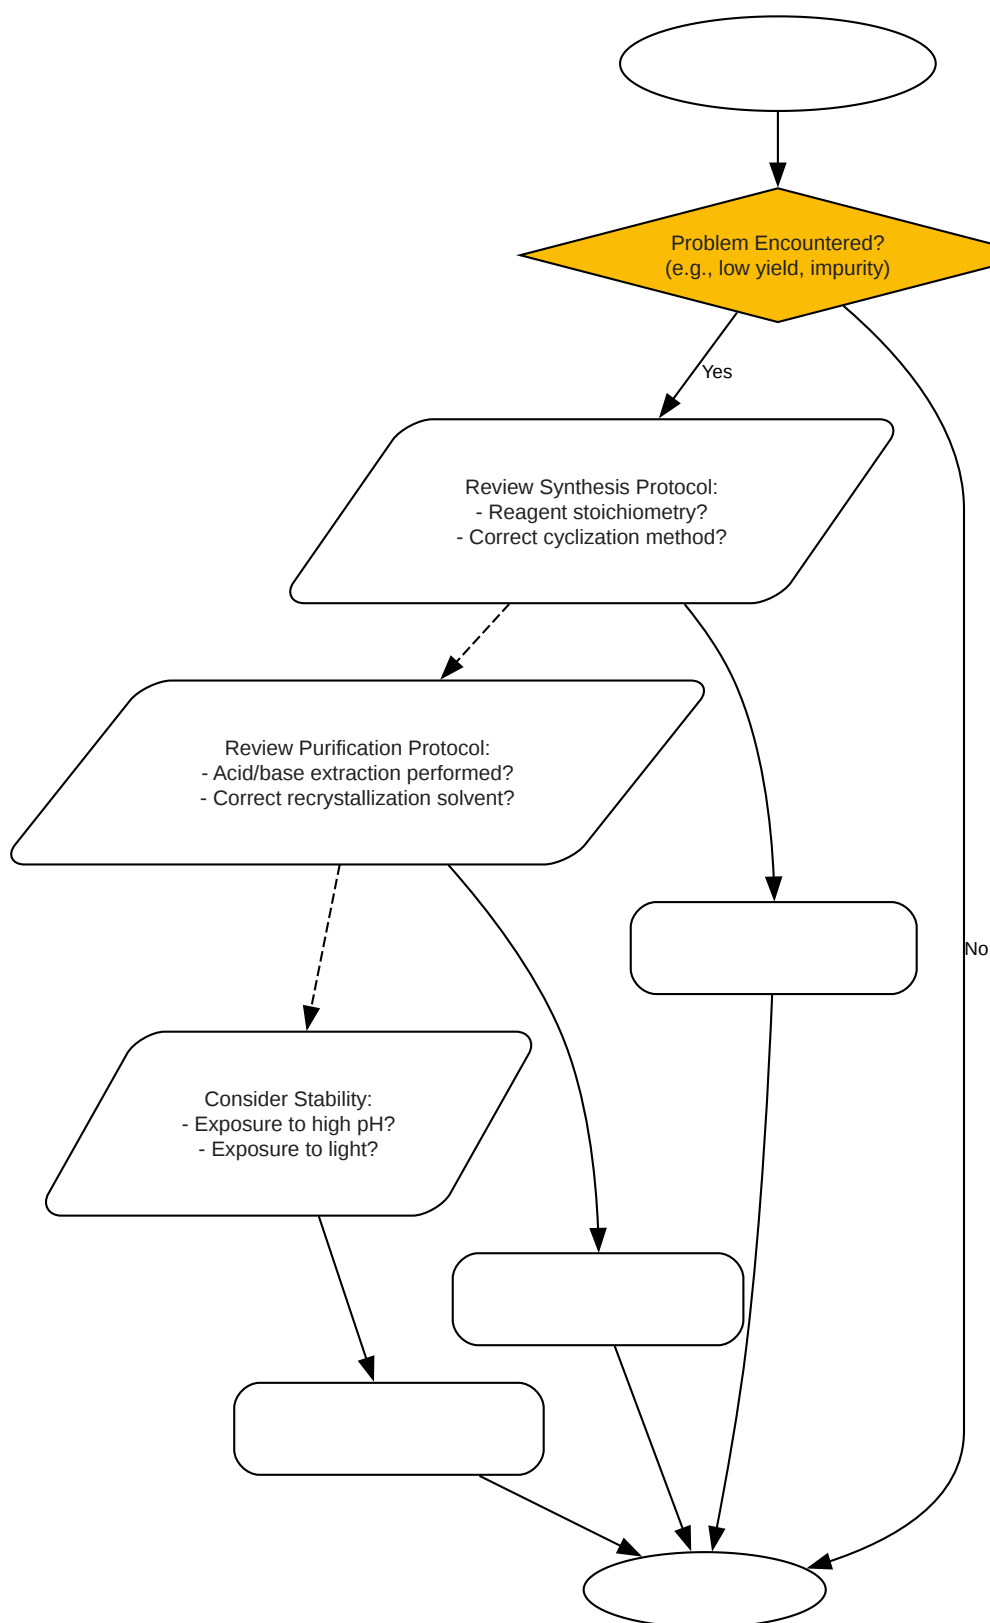 Problem Encountered?
(e.g., low yield, impurity)
Yes
Review Synthesis Protocol:
- Reagent stoichiometry?
- Correct cyclization method?
Review Purification Protocol:
- Acid/base extraction performed?
- Correct recrystallization solvent?
No
Consider Stability:
- Exposure to high pH?
- Exposure to light?